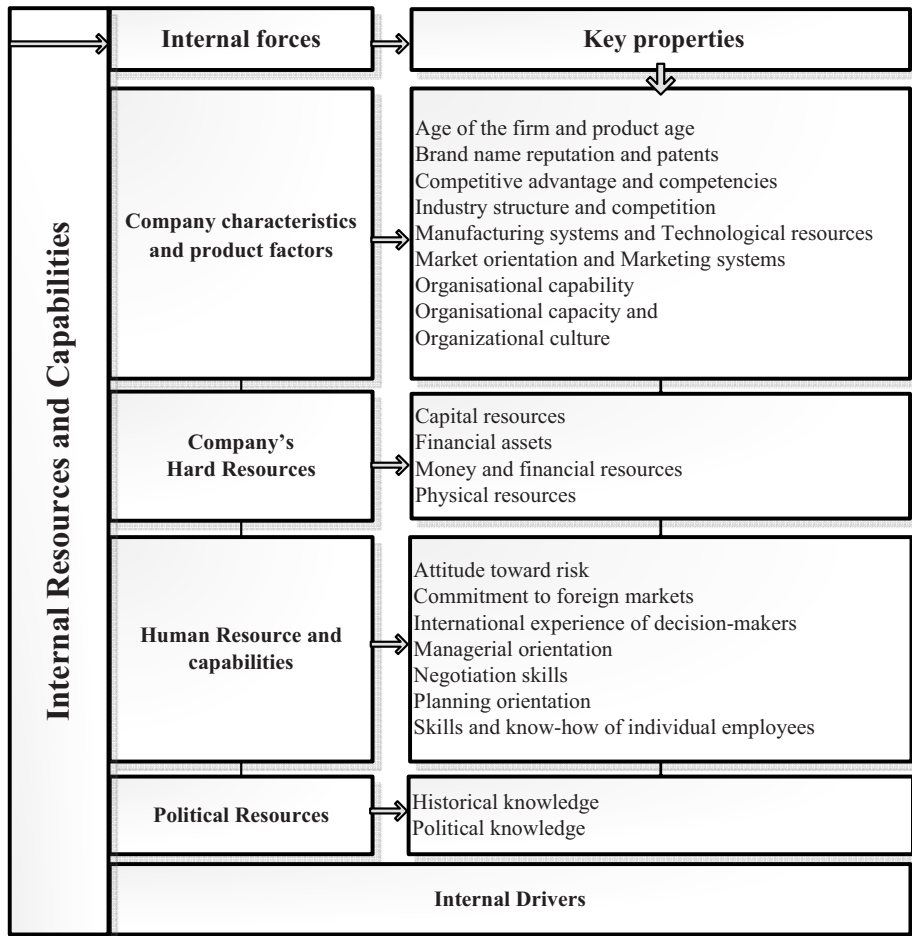 Internal Resources and Capabilities
Internal forces
Key properties
Company characteristics
and product factors
Age of the firm and product age
Brand name reputation and patents
Competitive advantage and competencies
Industry structure and competition
Manufacturing systems and Technological resources
Market orientation and Marketing systems
Organisational capability
Organisational capacity and
Organizational culture
Company’s
Hard Resources
Capital resources
Financial assets
Money and financial resources
Physical resources
Human Resource and
capabilities
Attitude toward risk
Commitment to foreign markets
International experience of decision-makers
Managerial orientation
Negotiation skills
Planning orientation
Skills and know-how of individual employees
Political Resources
Historical knowledge
Political knowledge
Internal Drivers